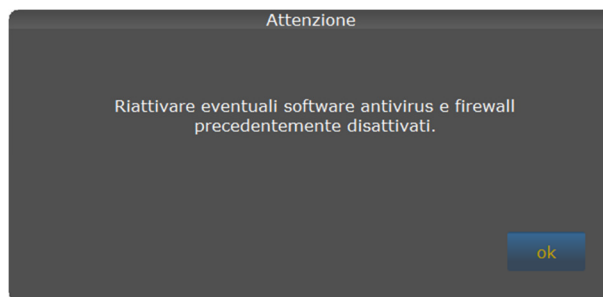 Attenzione
Riattivare eventuali software antivirus e firewall
precedentemente disattivati.
ok